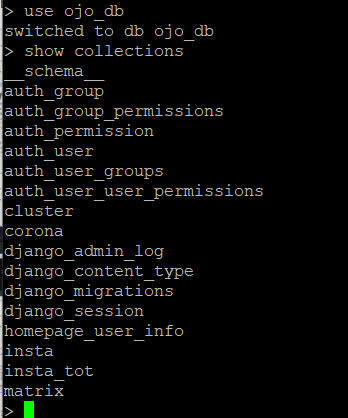 > use ojo_db
switched to db ojo_db
> show collections
__schema__
auth_group
auth_group_permissions
auth_permission
auth_user
auth_user_groups
auth_user_user_permissions
cluster
corona
django_admin_log
django_content_type
django_migrations
django_session
homepage_user_info
insta
insta_tot
matrix
>